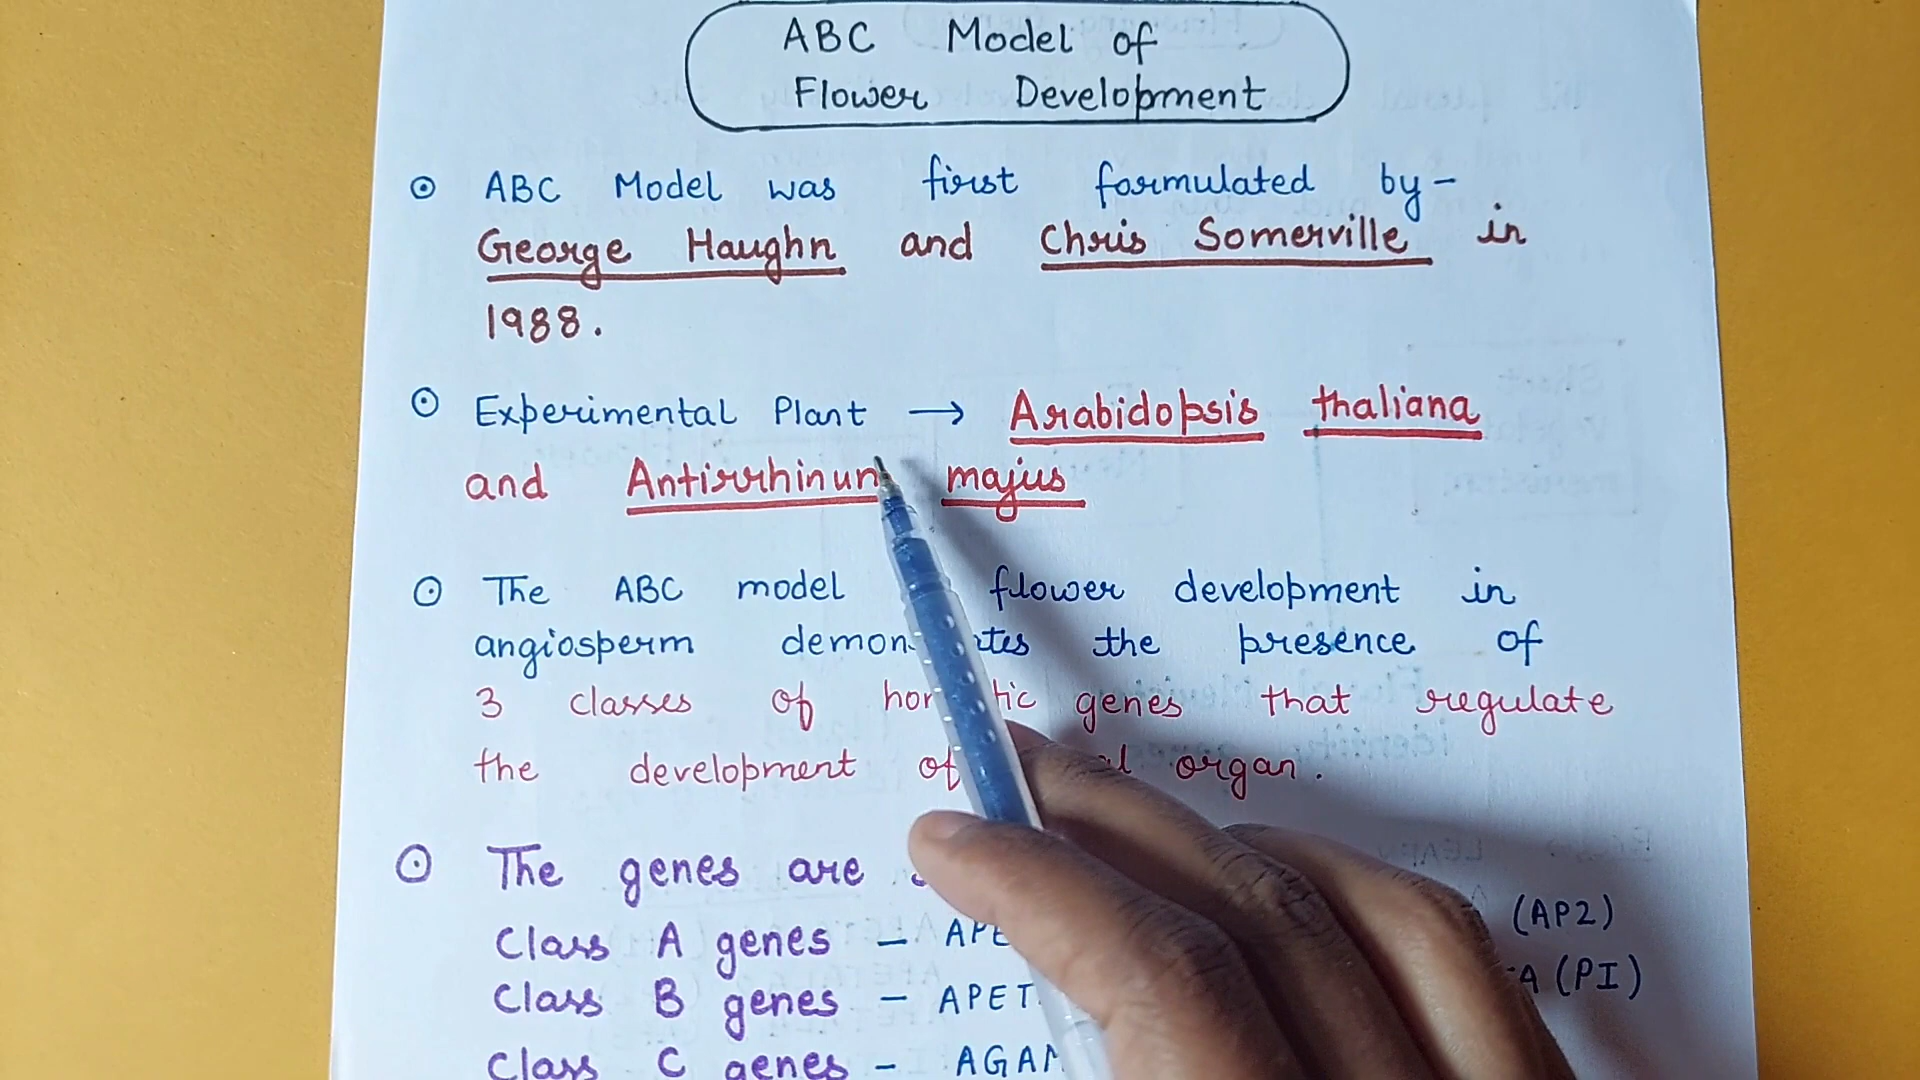 ABC Model of
Flower Development
ABC Model was first formulated by-
George Haughn and Chris Somerville in
1988.
Experimental Plant → Arabidopsis thaliana
and Antirrhinum majus
The ABC model flower development in
angiosperm the presence of
3 classes of genes that regulate
the development of organ.
The genes are
Class A genes - (AP2)
Class B genes - (PI)
Class C genes -